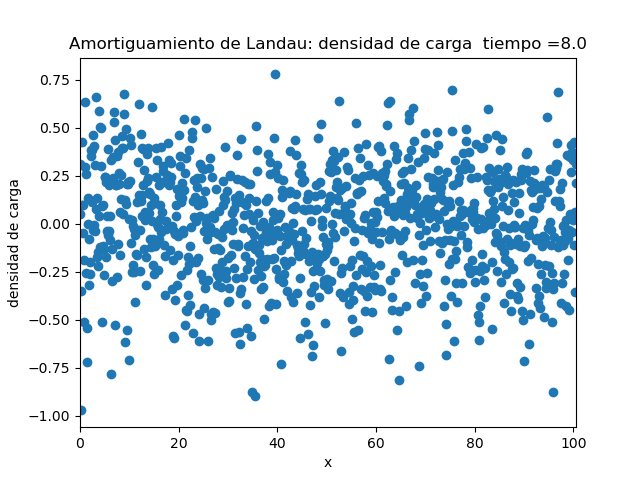 Amortiguamiento de Landau: densidad de carga  tiempo =8.0
0.75
0.50
0.25
0.00
−0.25
−0.50
−0.75
−1.00
densidad de carga
0 20 40 60 80 100
x